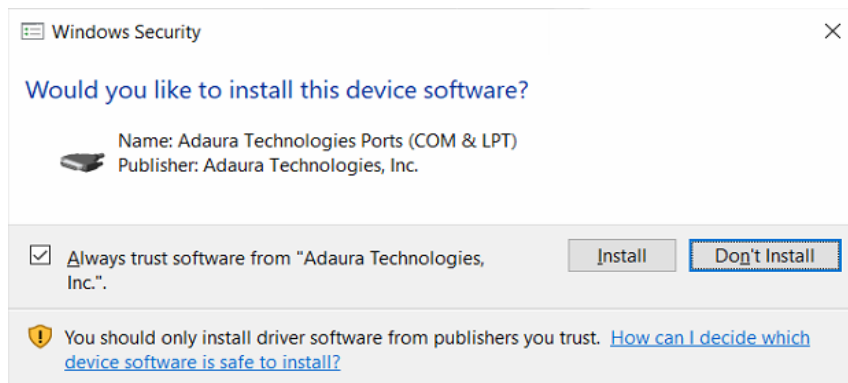 Windows Security
Would you like to install this device software?
Name: Adaura Technologies Ports (COM & LPT)
Publisher: Adaura Technologies, Inc.
Always trust software from "Adaura Technologies,
Inc.".
Install
Don't Install
You should only install driver software from publishers you trust. How can I decide which
device software is safe to install?